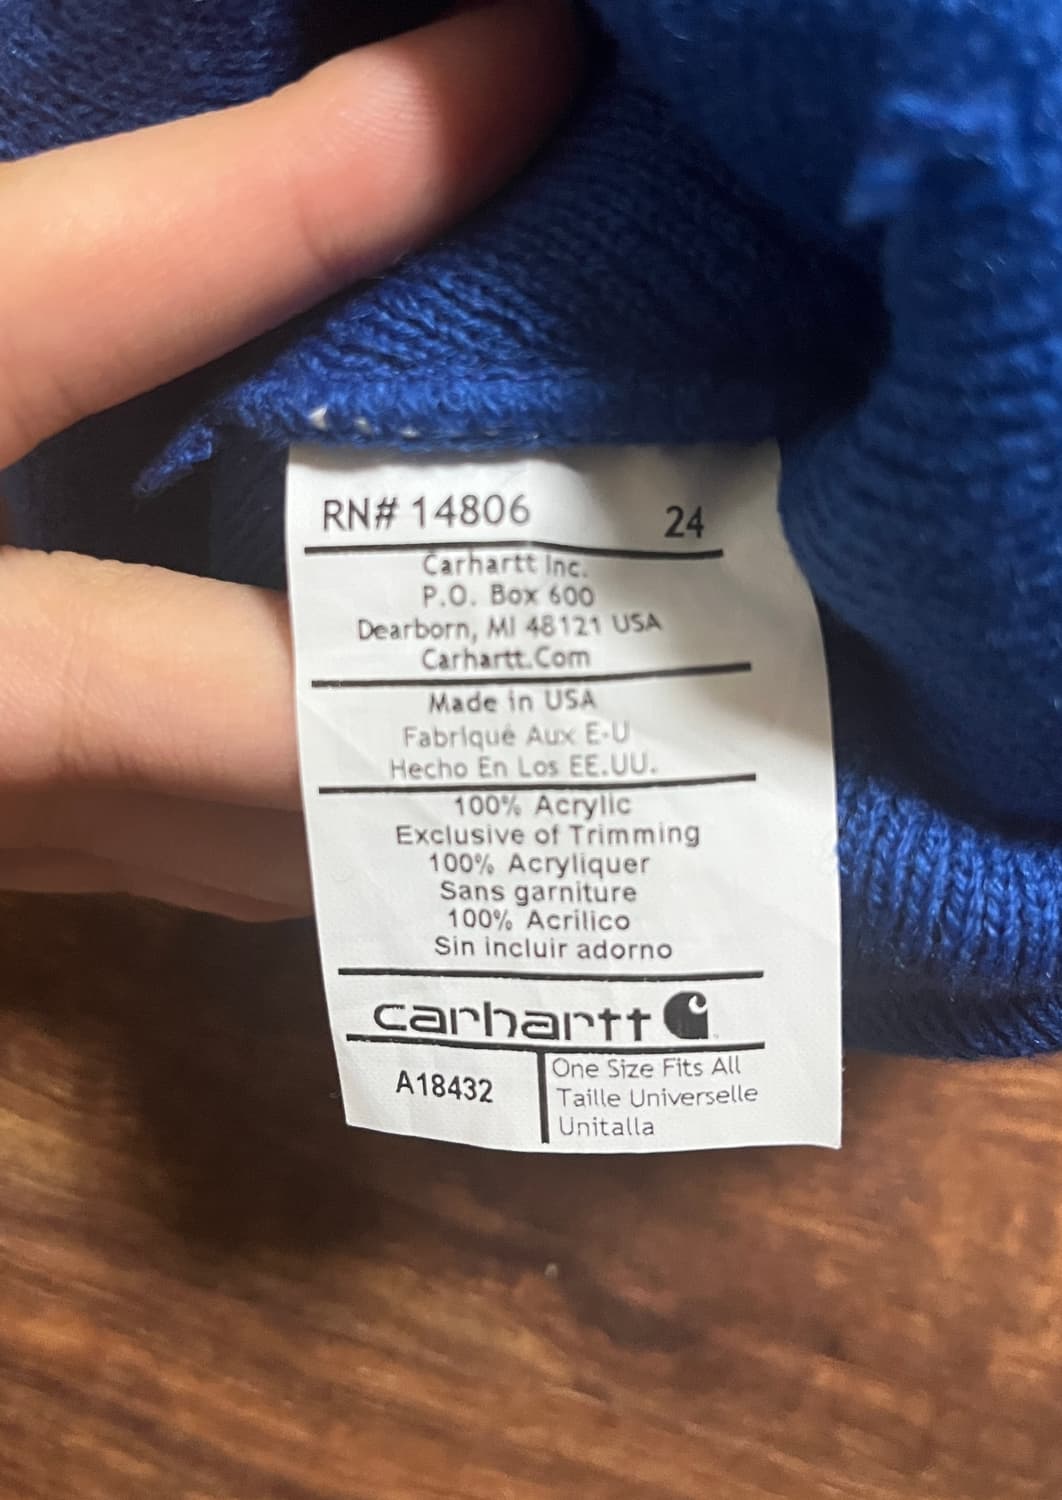 RN# 14806 24
Carhartt Inc.
P.O. Box 600
Dearborn, MI 48121 USA
Carhartt.Com
Made in USA
Fabriqué Aux E-U
Hecho En Los EE.UU.
100% Acrylic
Exclusive of Trimming
100% Acryliquer
Sans garniture
100% Acrilico
Sin incluir adorno
carhartt
A18432
One Size Fits All
Taille Universelle
Unitalla